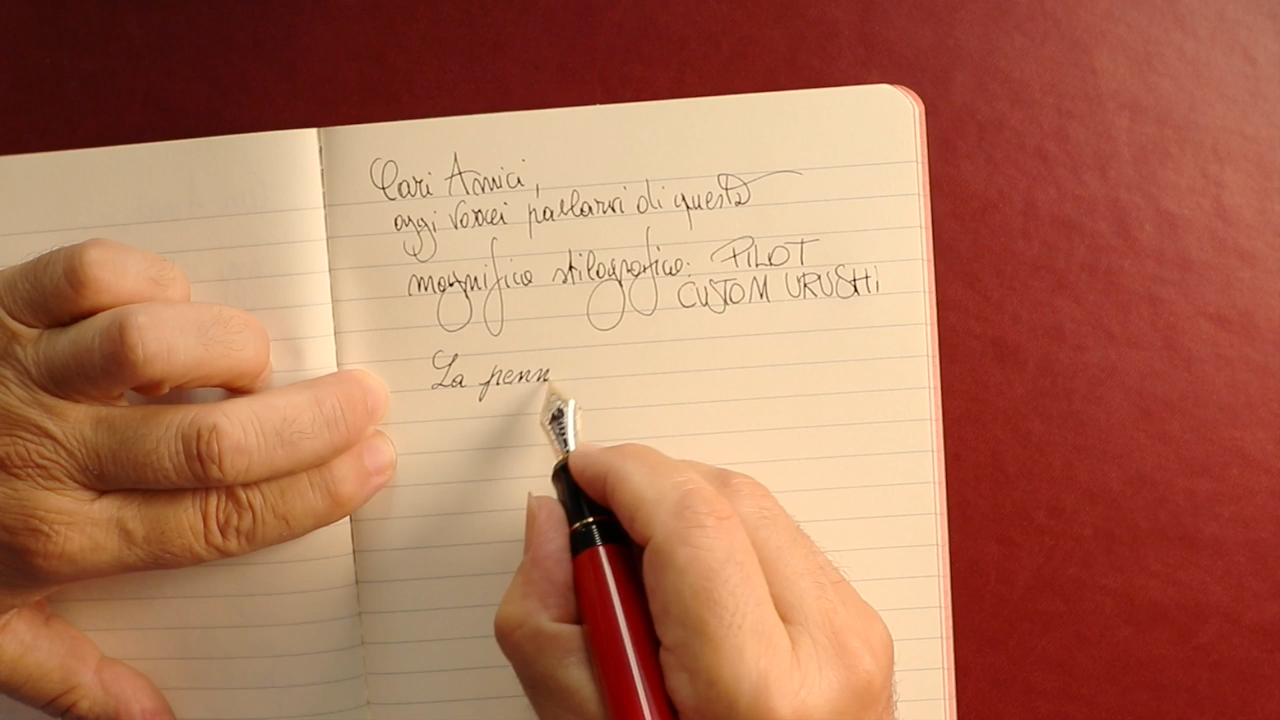 Cari Amici,
oggi vorrei parlarvi di questa
magnifica stilografica: PILOT
CUSTOM URUSHI
La penn